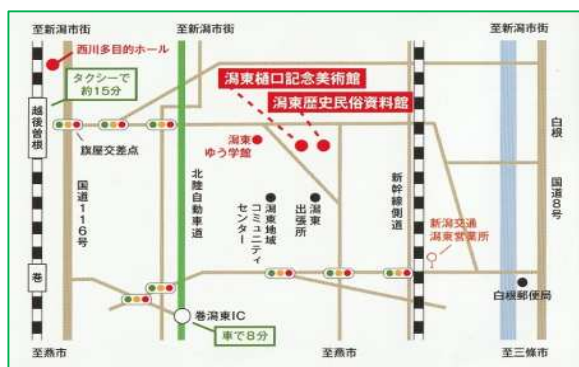 至新潟市街
至新潟市街
至新潟市街
西川多目的ホール
タクシーで
約15分
潟東樋口記念美術館
潟東歴史民俗資料館
越後曽根
旗屋交差点
潟東
ゆう学館
白根
国道116号
北陸自動車道
潟東地域
コミュニティ
センター
潟東
出張所
新幹線側道
国道8号
新潟交通
潟東営業所
巻
白根郵便局
巻潟東IC
車で8分
至燕市
至燕市
至三條市